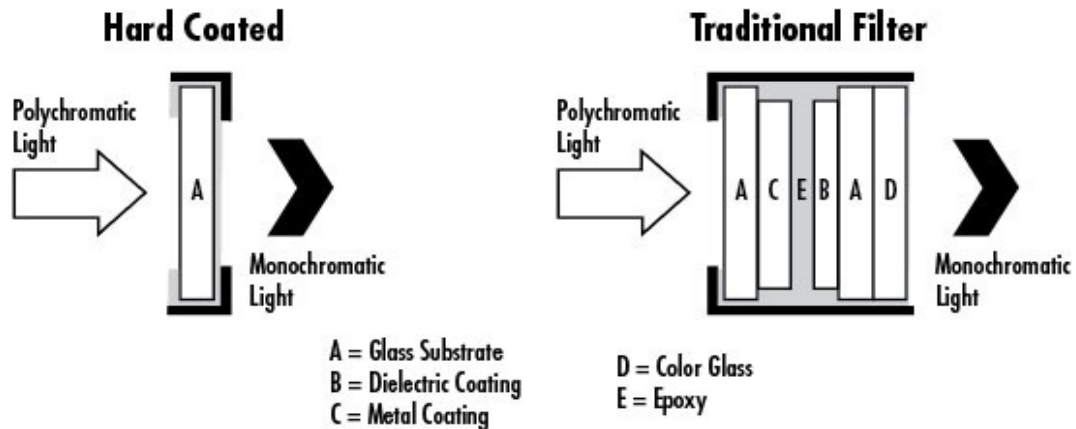 Hard Coated
Polychromatic
Light
A
Monochromatic
Light
Traditional Filter
Polychromatic
Light
A C E B A D
Monochromatic
Light
A = Glass Substrate
B = Dielectric Coating
C = Metal Coating
D = Color Glass
E = Epoxy